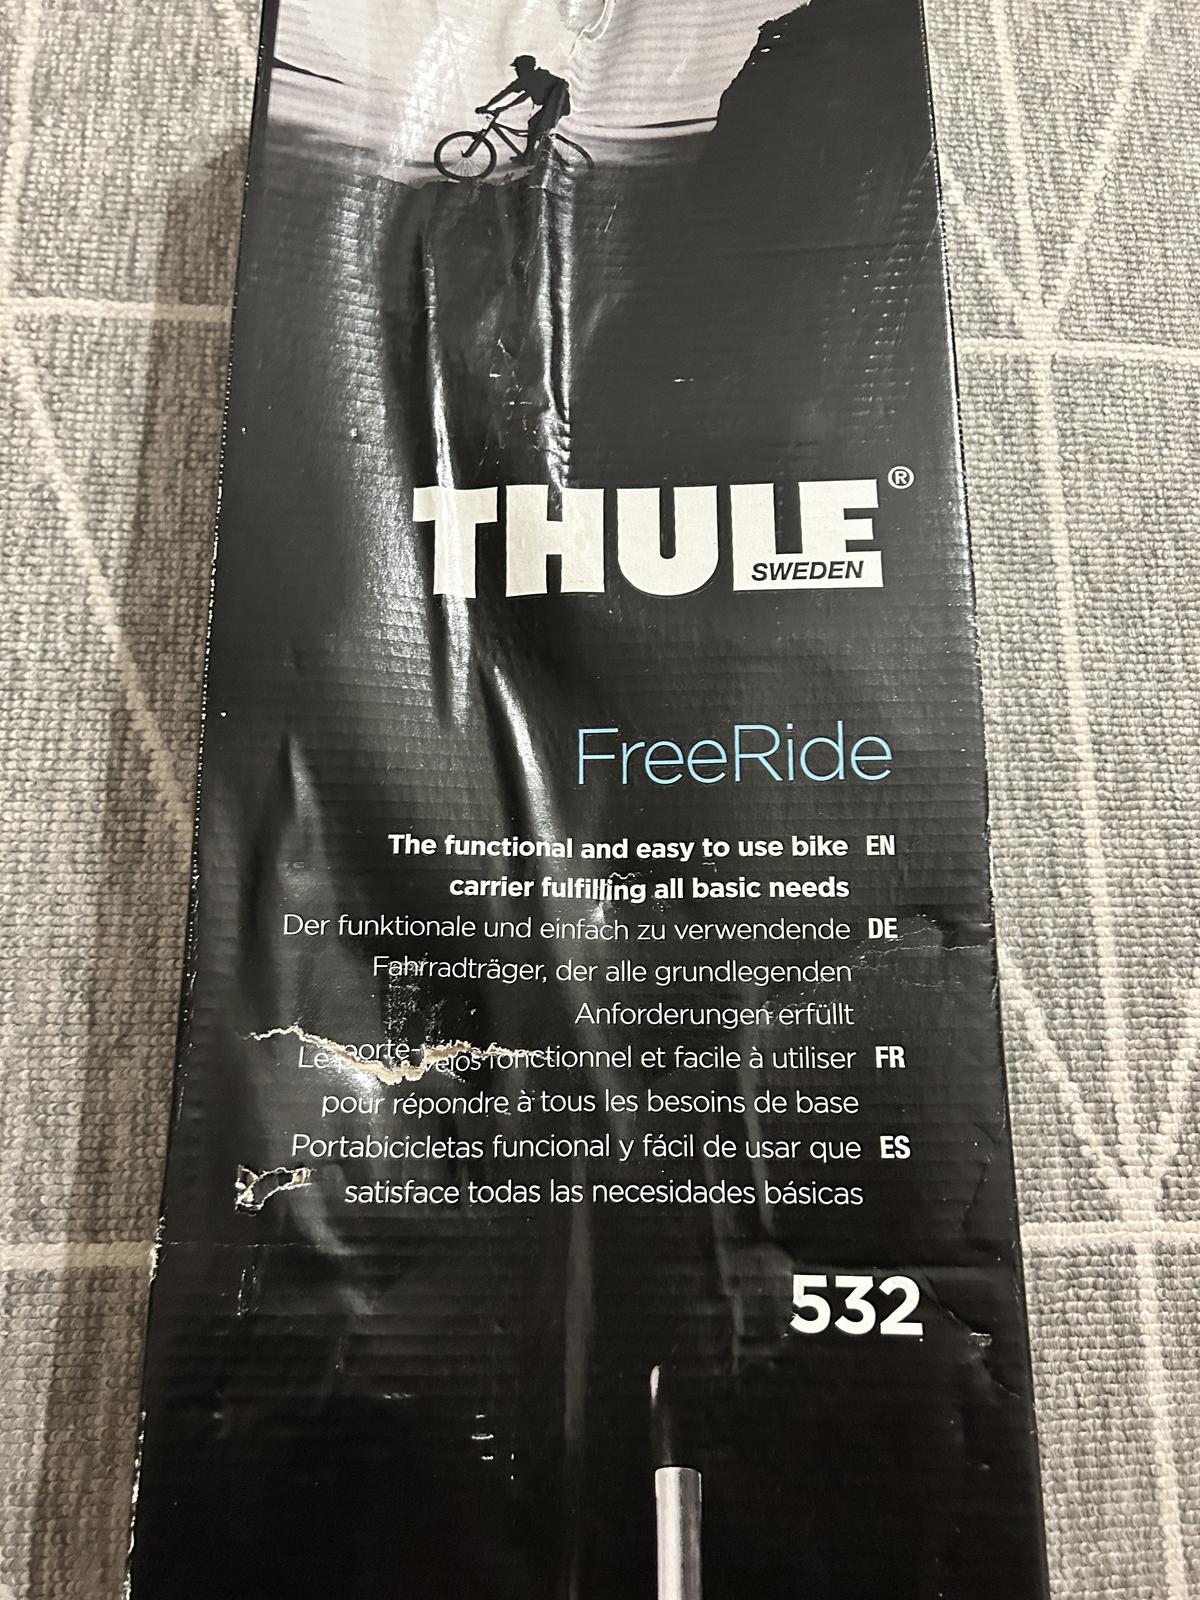 THULE®
SWEDEN
FreeRide
The functional and easy to use bike EN
carrier fulfilling all basic needs
Der funktionale und einfach zu verwendende DE
Fahrradträger, der alle grundlegenden
Anforderungen erfüllt
Le porte-vélos fonctionnel et facile à utiliser FR
pour répondre à tous les besoins de base
Portabicicletas funcional y fácil de usar que ES
satisface todas las necesidades básicas
532